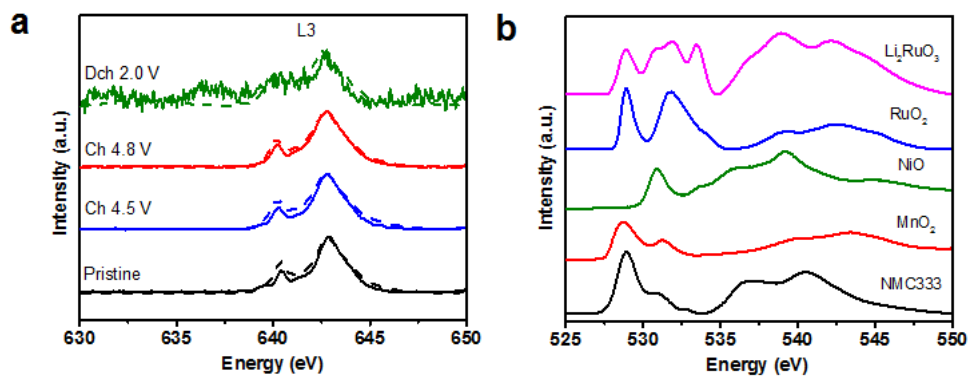 a
L3
Dch 2.0 V
Ch 4.8 V
Ch 4.5 V
Pristine
Intensity (a.u.)
630 635 640 645 650
Energy (eV)
b
Li₂RuO₃
RuO₂
NiO
MnO₂
NMC333
Intensity (a.u.)
525 530 535 540 545 550
Energy (eV)